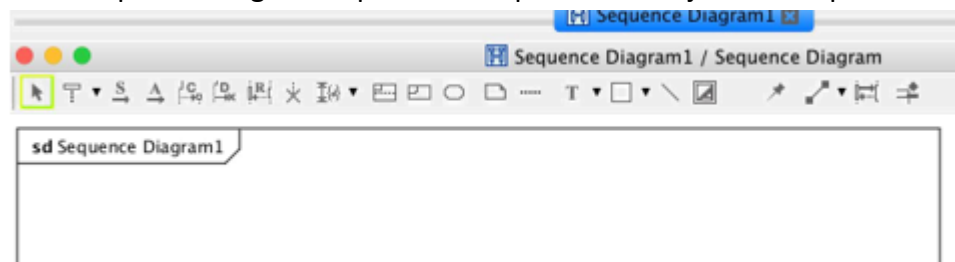 Sequence Diagram1
Sequence Diagram1 / Sequence Diagram
T
sd Sequence Diagram1